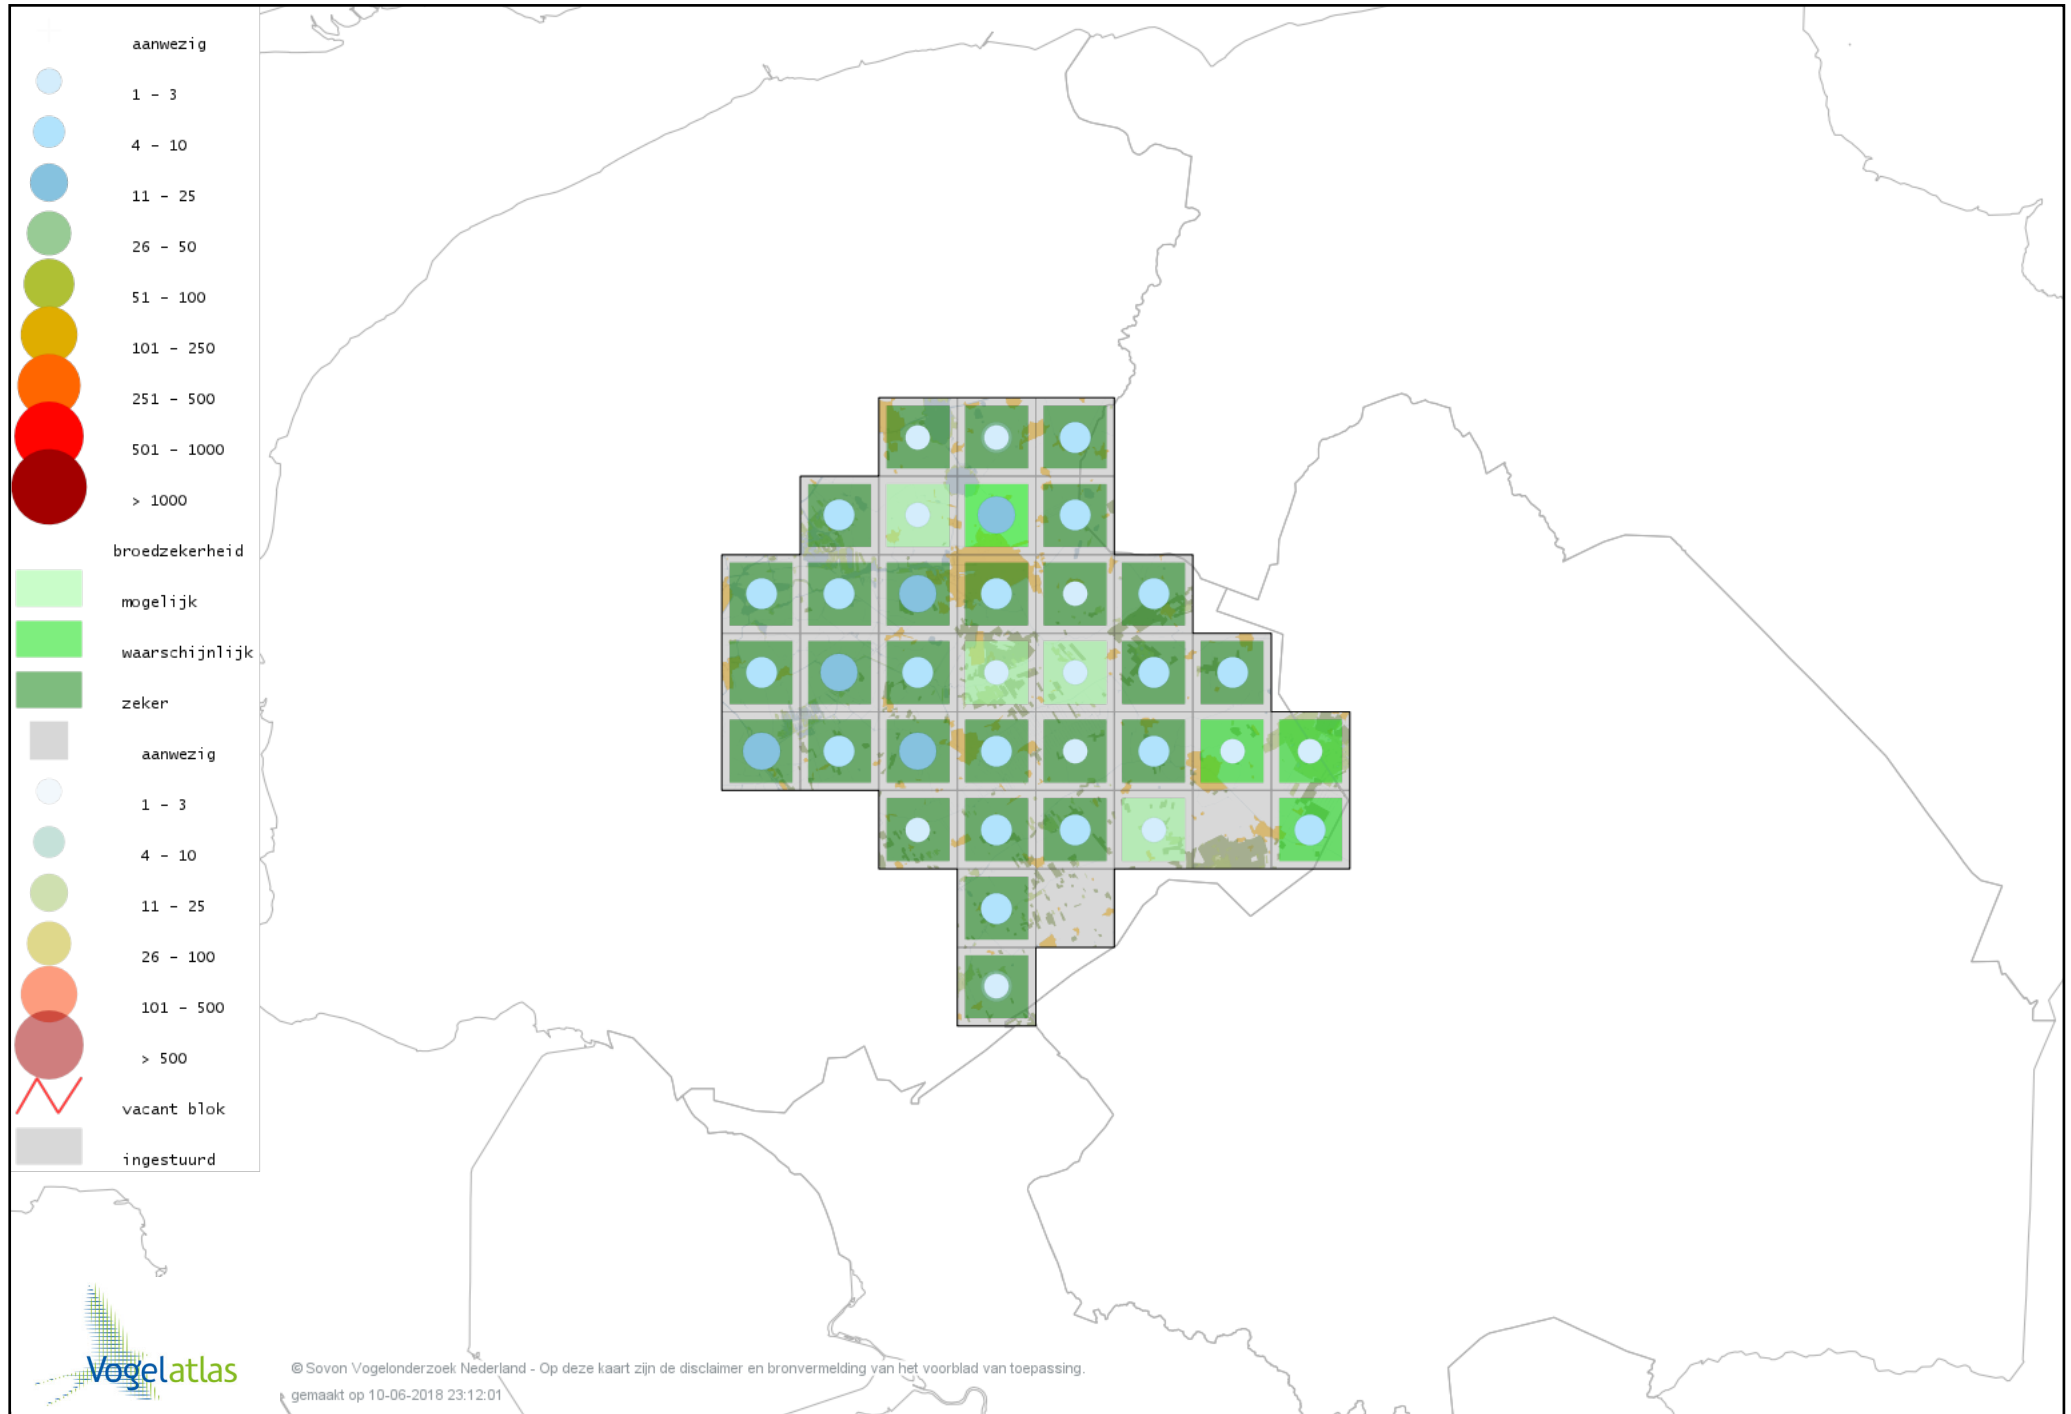 aanwezig
1 – 3
4 – 10
11 – 25
26 – 50
51 – 100
101 – 250
251 – 500
501 – 1000
> 1000
broedzekerheid
mogelijk
waarschijnlijk
zeker
aanwezig
1 – 3
4 – 10
11 – 25
26 – 100
101 – 500
> 500
vacant blok
ingestuurd
Vogelatlas
© Sovon Vogelonderzoek Nederland - Op deze kaart zijn de disclaimer en bronvermelding van het voorblad van toepassing.
gemaakt op 10-06-2018 23:12:01